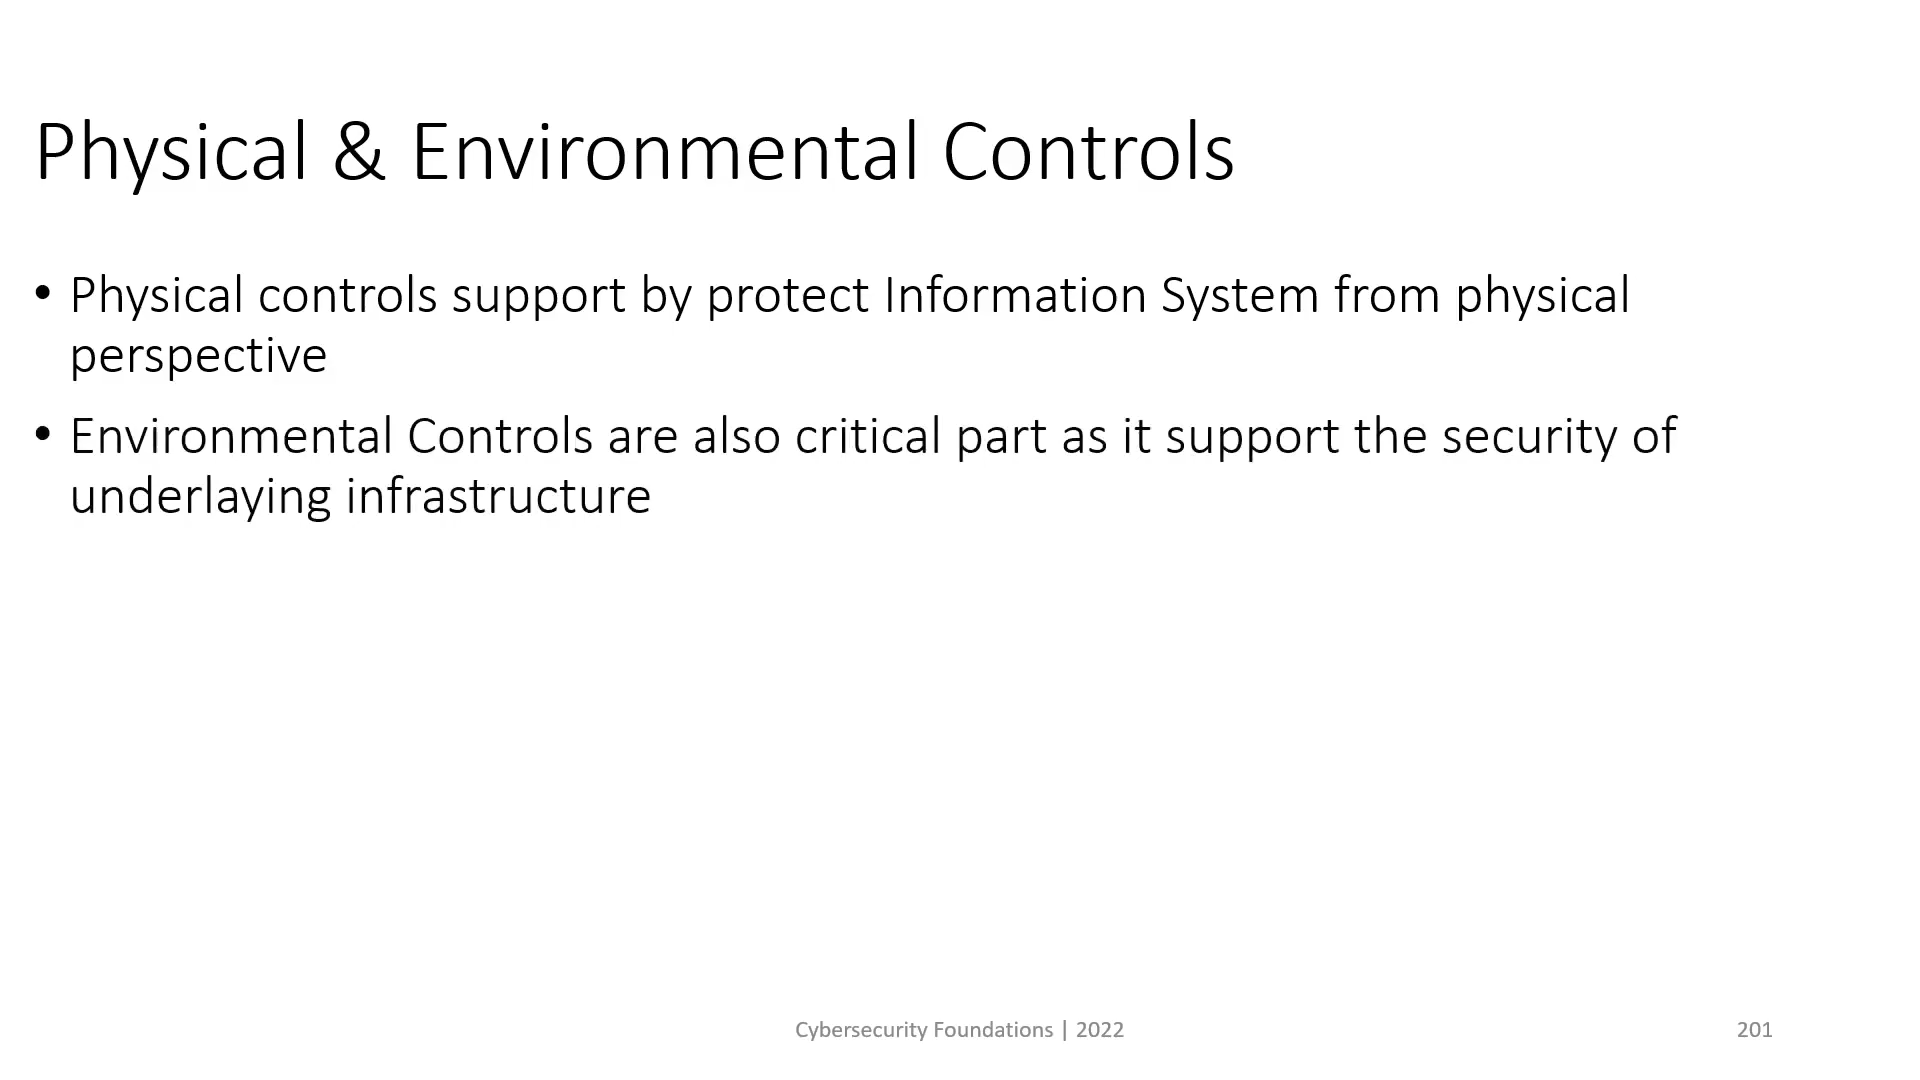 Physical & Environmental Controls
• Physical controls support by protect Information System from physical
perspective
• Environmental Controls are also critical part as it support the security of
underlaying infrastructure
Cybersecurity Foundations | 2022
201